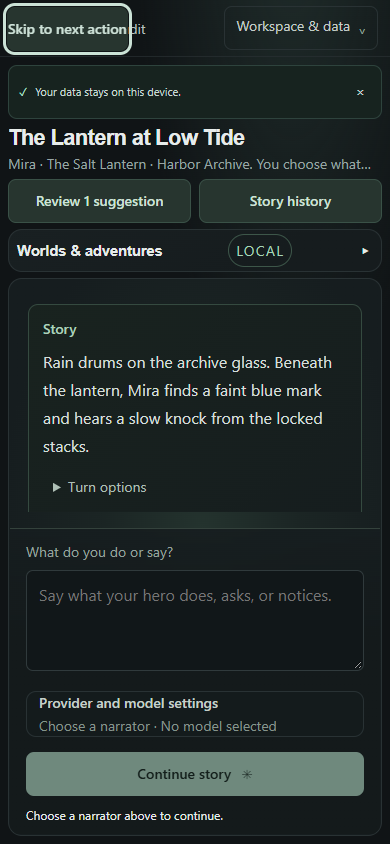 Skip to next action
dit
Workspace & data
✓ Your data stays on this device. ×
The Lantern at Low Tide
Mira · The Salt Lantern · Harbor Archive. You choose what...
Review 1 suggestion
Story history
Worlds & adventures
LOCAL
Story
Rain drums on the archive glass. Beneath
the lantern, Mira finds a faint blue mark
and hears a slow knock from the locked
stacks.
▶ Turn options
What do you do or say?
Say what your hero does, asks, or notices.
Provider and model settings
Choose a narrator · No model selected
Continue story ✳
Choose a narrator above to continue.